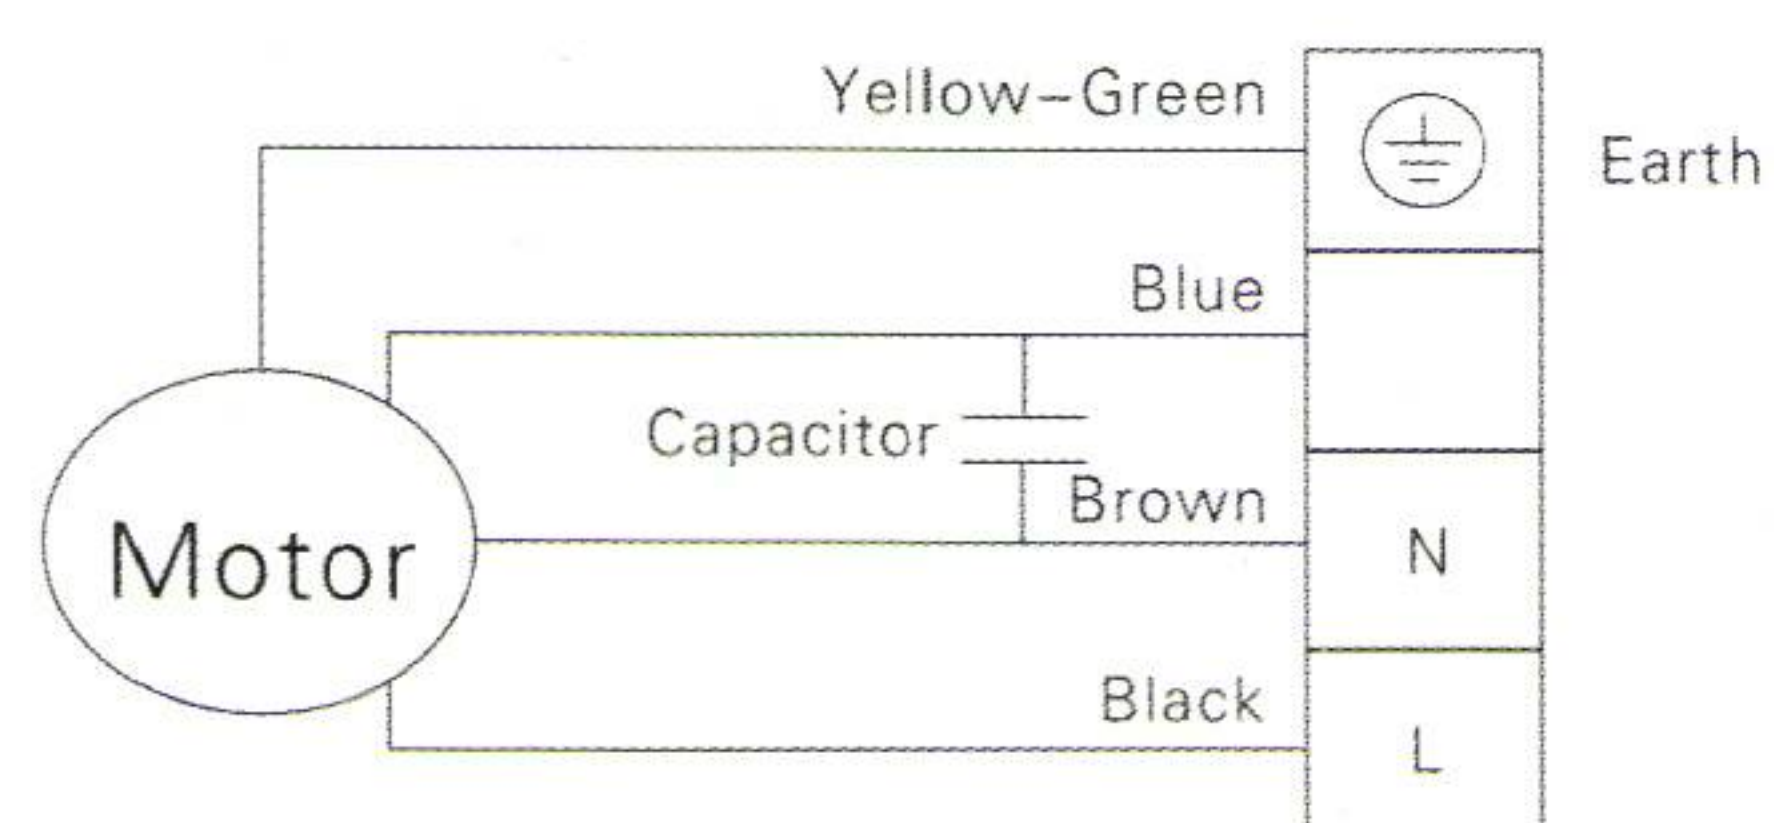 Yellow-Green
Earth
Blue
Capacitor
Brown
N
Motor
Black
L